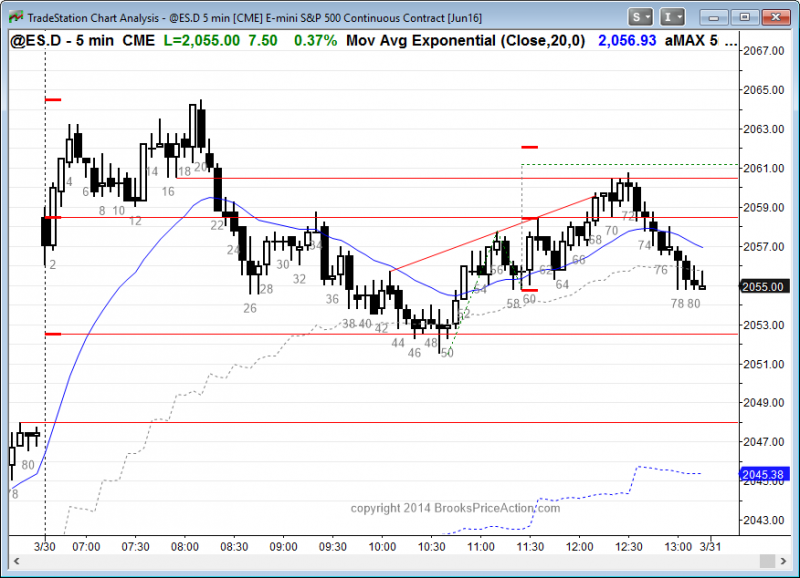 TradeStation Chart Analysis - @ES.D 5 min [CME] E-mini S&P 500 Continuous Contract [Jun16]
S I
@ES.D - 5 min CME L=2,055.00 7.50 0.37% Mov Avg Exponential (Close,20,0) 2,056.93 aMAX 5 ...
2067.00
2065.00
2063.00
2061.00
2059.00
2057.00
2055.00
2053.00
2051.00
2049.00
2047.00
2045.38
2043.00
78 80
2 4 6 8 10 12 14 16 18 20 22 24 26 28 30 32 34 36 38 40 42 44 46 48 50 52 54 56 58 60 62 64 66 68 70 72 74 76 78 80
copyright 2014 BrooksPriceAction.com
3/30 07:00 07:30 08:00 08:30 09:00 09:30 10:00 10:30 11:00 11:30 12:00 12:30 13:00 3/31